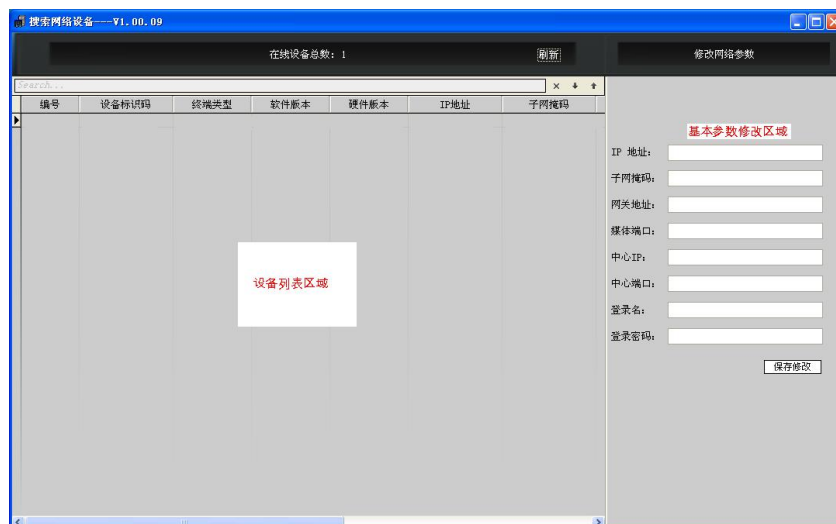 搜索网络设备---V1.00.09
在线设备总数: 1
刷新
修改网络参数
Search...
编号 设备标识码 终端类型 软件版本 硬件版本 IP地址 子网掩码
设备列表区域
基本参数修改区域
IP 地址:
子网掩码:
网关地址:
媒体端口:
中心IP:
中心端口:
登录名:
登录密码:
保存修改